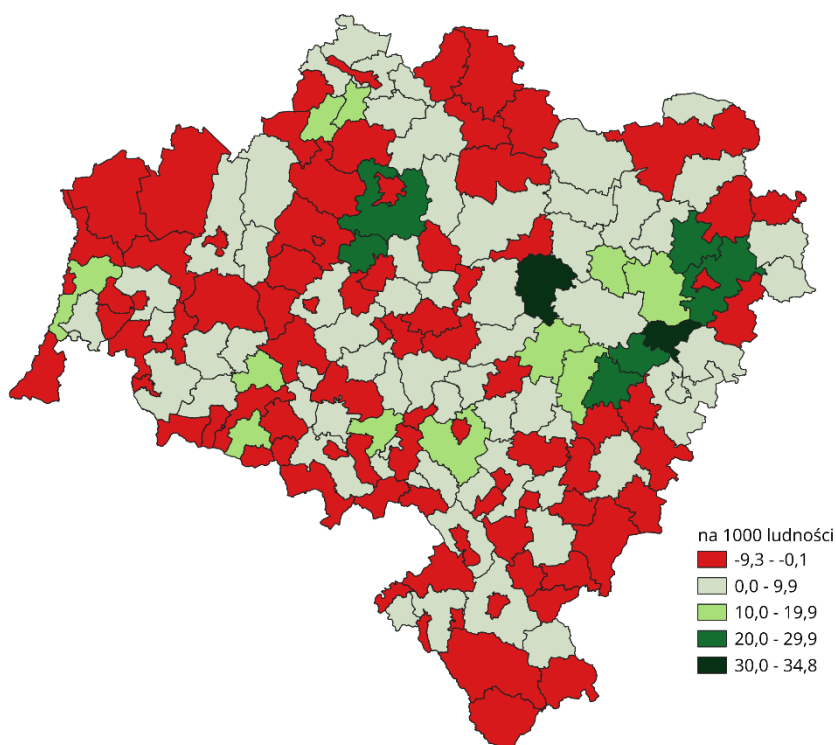 na 1000 ludności
-9,3 - -0,1
0,0 - 9,9
10,0 - 19,9
20,0 - 29,9
30,0 - 34,8